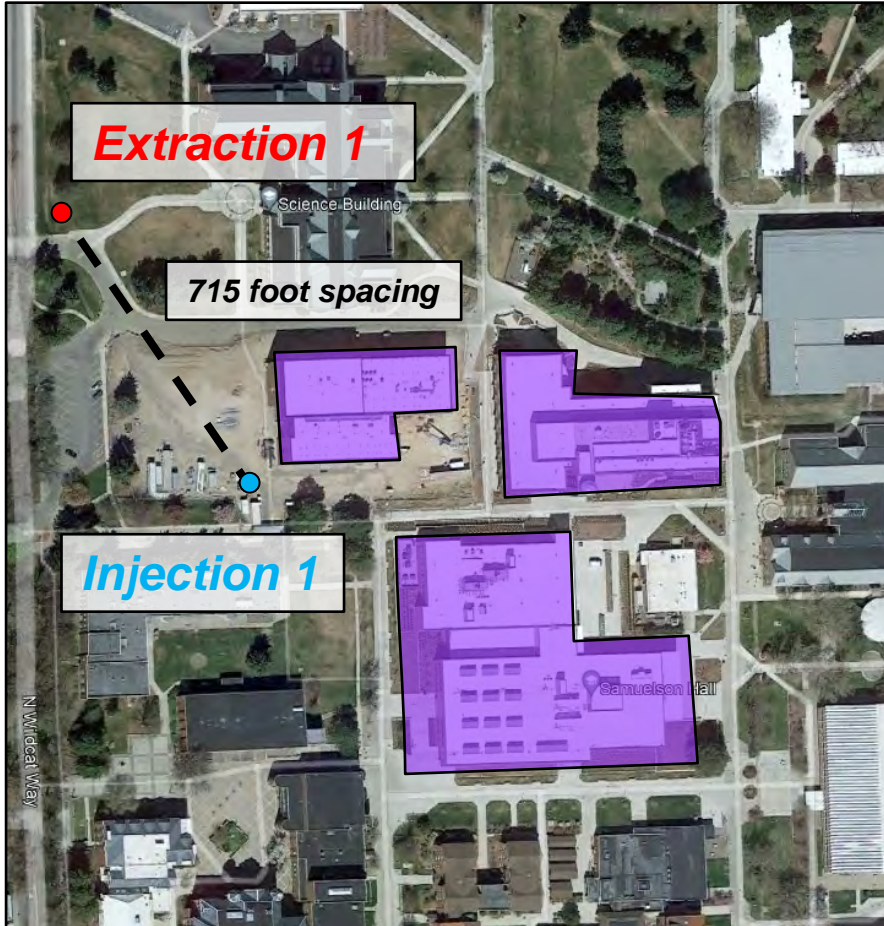 Extraction 1
Science Building
715 foot spacing
Injection 1
Samuelson Hall
N Wildcat Way